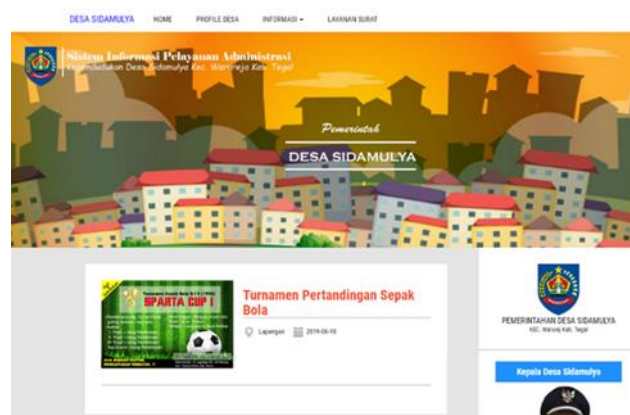 DESA SIDAMULYA HOME PROFILE DESA INFORMASI LAYANAN SURAT
Sistem Informasi Pelayanan Administrasi
Kependudukan Desa Sidomulya Kec. Warureja Kab. Tegal
Pemerintah
DESA SIDAMULYA
SPARTA CUP I
Turnamen Pertandingan Sepak
Bola
Lapangan 2019-06-10
PEMERINTAHAN DESA SIDAMULYA
KEC. Warureja Kab. Tegal
Kepala Desa Sidamulya